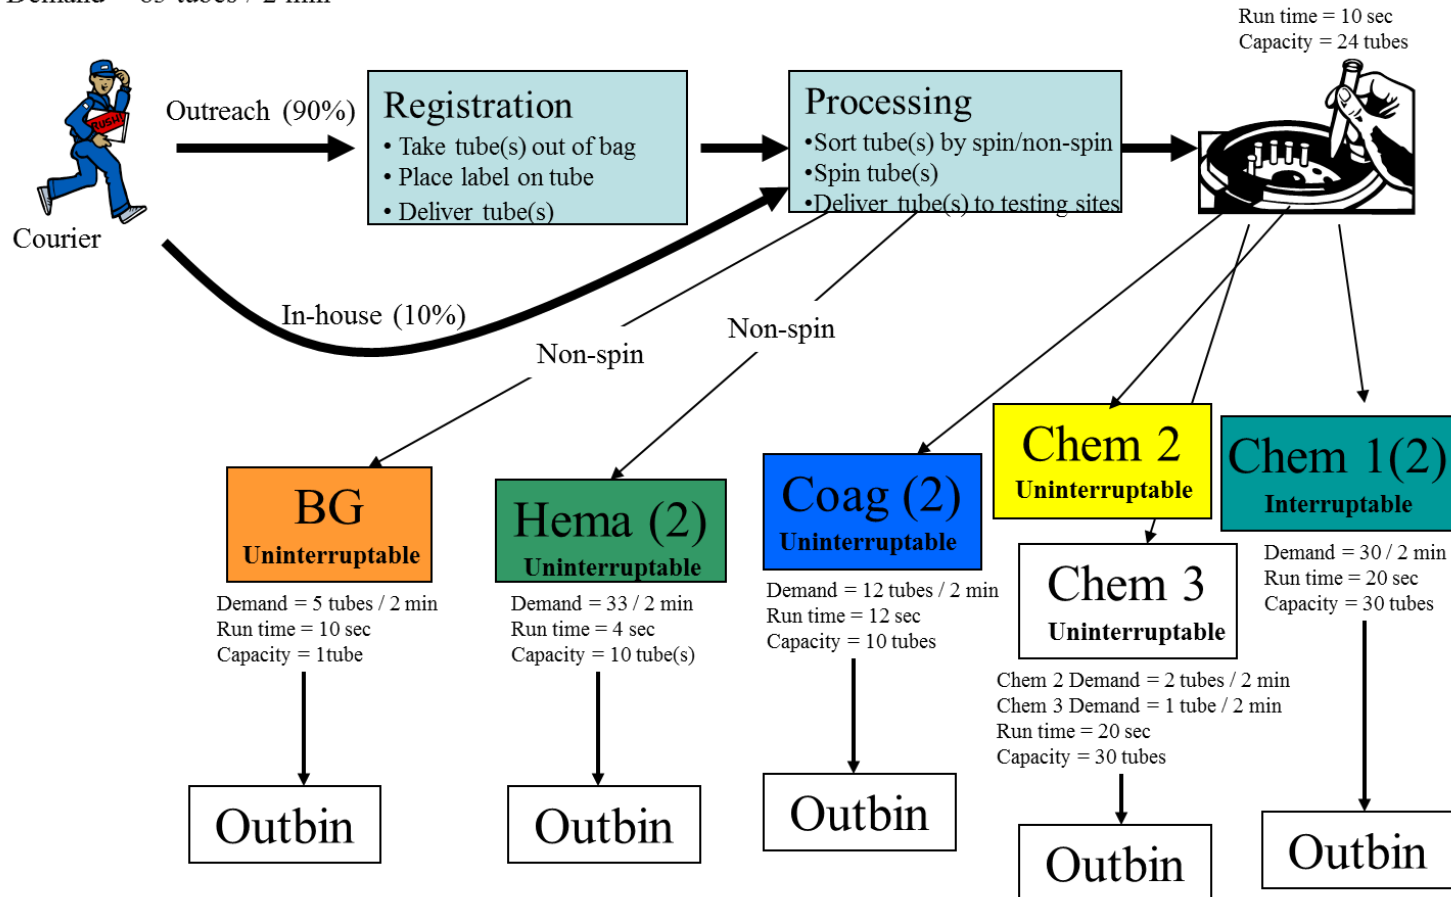 Demand = 83 tubes / 2 min
Run time = 10 sec
Capacity = 24 tubes
RUSH!
Courier
Outreach (90%)
In-house (10%)
Registration
• Take tube(s) out of bag
• Place label on tube
• Deliver tube(s)
Processing
•Sort tube(s) by spin/non-spin
•Spin tube(s)
•Deliver tube(s) to testing sites
Non-spin
Non-spin
BG
Uninterruptable
Demand = 5 tubes / 2 min
Run time = 10 sec
Capacity = 1tube
Outbin
Hema (2)
Uninterruptable
Demand = 33 / 2 min
Run time = 4 sec
Capacity = 10 tube(s)
Outbin
Coag (2)
Uninterruptable
Demand = 12 tubes / 2 min
Run time = 12 sec
Capacity = 10 tubes
Outbin
Chem 2
Uninterruptable
Chem 3
Uninterruptable
Chem 2 Demand = 2 tubes / 2 min
Chem 3 Demand = 1 tube / 2 min
Run time = 20 sec
Capacity = 30 tubes
Outbin
Chem 1(2)
Interruptable
Demand = 30 / 2 min
Run time = 20 sec
Capacity = 30 tubes
Outbin